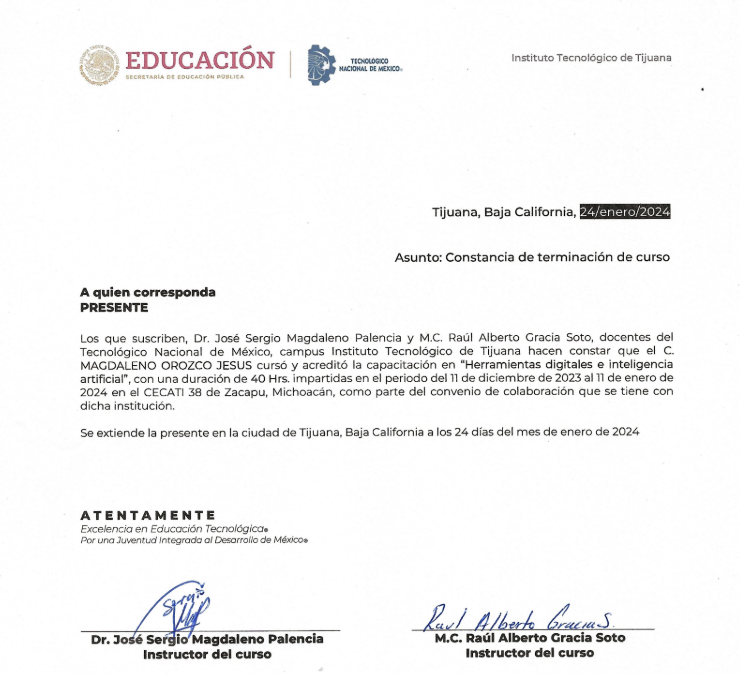 EDUCACIÓN
SECRETARÍA DE EDUCACIÓN PÚBLICA
TECNOLÓGICO
NACIONAL DE MÉXICO®
Instituto Tecnológico de Tijuana
Tijuana, Baja California, 24/enero/2024
Asunto: Constancia de terminación de curso
A quien corresponda
PRESENTE
Los que suscriben, Dr. José Sergio Magdaleno Palencia y M.C. Raúl Alberto Gracia Soto, docentes del
Tecnológico Nacional de México, campus Instituto Tecnológico de Tijuana hacen constar que el C.
MAGDALENO OROZCO JESUS cursó y acreditó la capacitación en "Herramientas digitales e inteligencia
artificial", con una duración de 40 Hrs. impartidas en el periodo del 11 de diciembre de 2023 al 11 de enero de
2024 en el CECATI 38 de Zacapu, Michoacán, como parte del convenio de colaboración que se tiene con
dicha institución.
Se extiende la presente en la ciudad de Tijuana, Baja California a los 24 días del mes de enero de 2024
ATENTAMENTE
Excelencia en Educación Tecnológica®
Por una Juventud Integrada al Desarrollo de México®
Raul Alberto Gracia S.
Dr. José Sergio Magdaleno Palencia
Instructor del curso
M.C. Raúl Alberto Gracia Soto
Instructor del curso